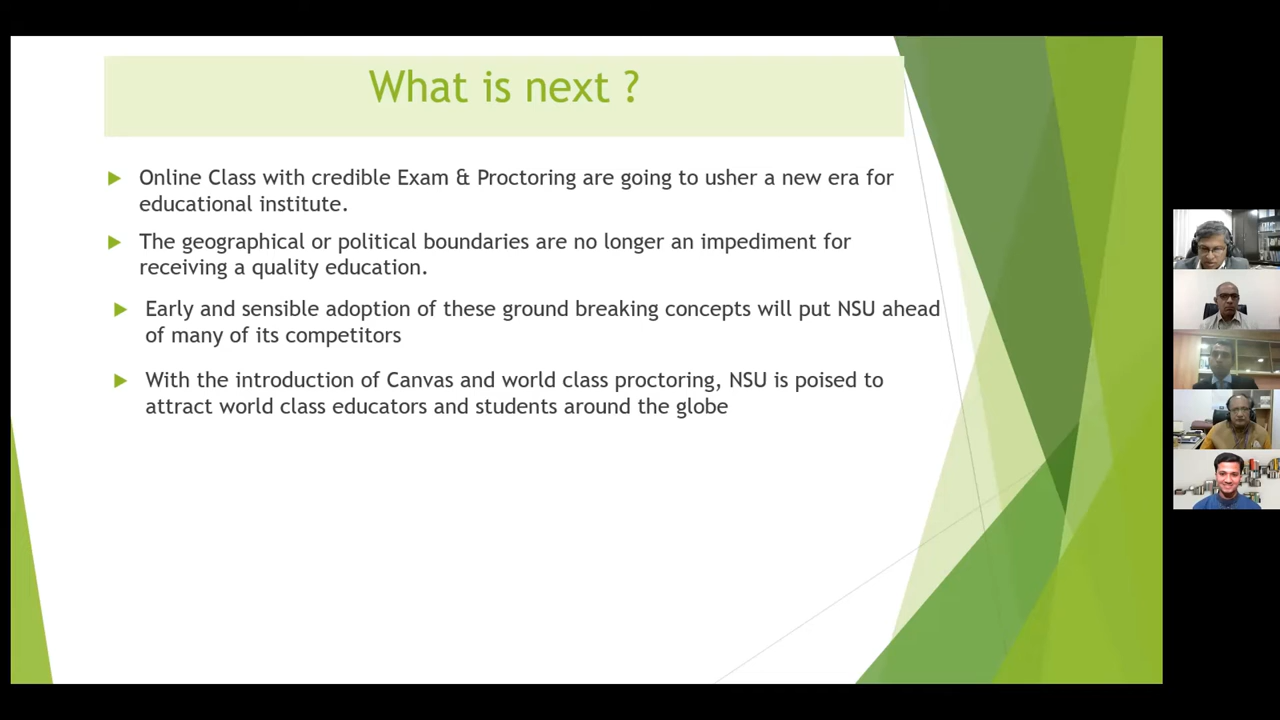 What is next ?
Online Class with credible Exam & Proctoring are going to usher a new era for
educational institute.
The geographical or political boundaries are no longer an impediment for
receiving a quality education.
Early and sensible adoption of these ground breaking concepts will put NSU ahead
of many of its competitors
With the introduction of Canvas and world class proctoring, NSU is poised to
attract world class educators and students around the globe